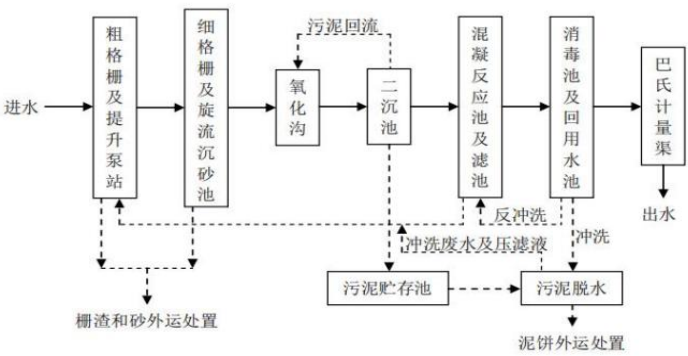 进水
粗格栅及提升泵站
细格栅及旋流沉砂池
污泥回流
氧化沟
二沉池
混凝反应池及滤池
消毒池及回用水池
巴氏计量渠
出水
反冲洗
冲洗废水及压滤液
冲洗
污泥贮存池
污泥脱水
栅渣和砂外运处置
泥饼外运处置